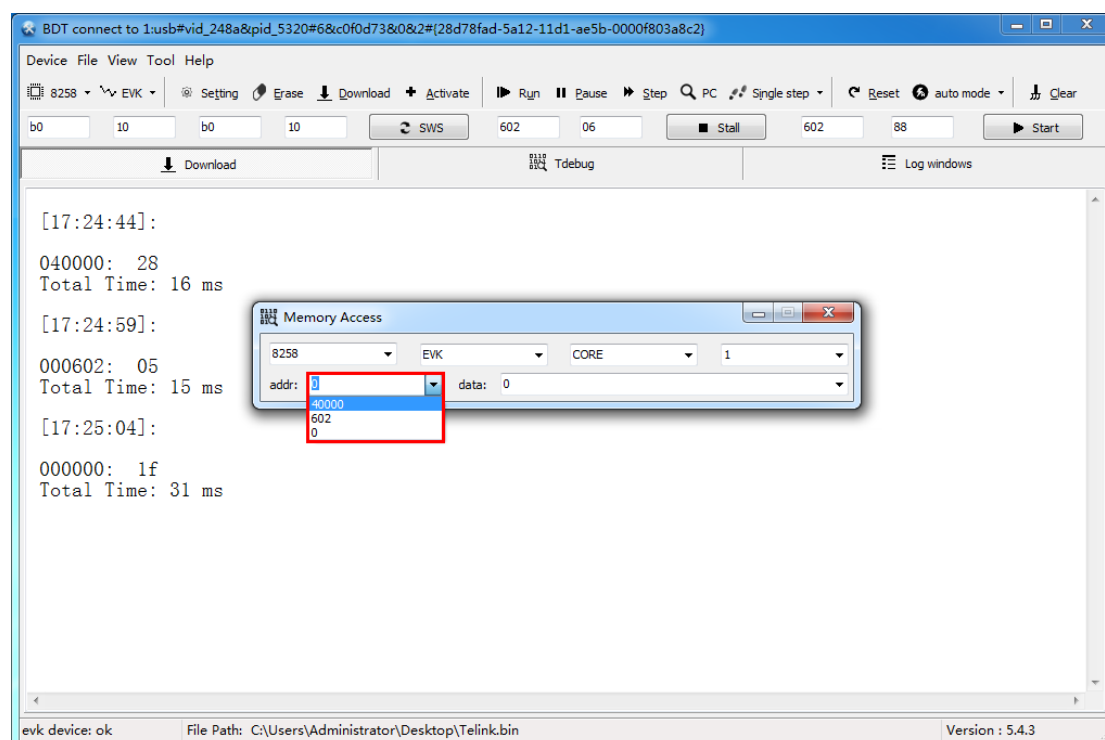 BDT connect to 1:usb#vid_248a&pid_5320#6&c0f0d73&0&2#{28d78fad-5a12-11d1-ae5b-0000f803a8c2}
Device File View Tool Help
8258 EVK Setting Erase Download Activate Run Pause Step PC Single step Reset auto mode Clear
b0 10 b0 10 SWS 602 06 Stall 602 88 Start
Download Tdebug Log windows
[17:24:44]:
040000: 28
Total Time: 16 ms
[17:24:59]:
000602: 05
Total Time: 15 ms
[17:25:04]:
000000: 1f
Total Time: 31 ms
Memory Access
8258 EVK CORE 1
addr: 0 data: 0
40000
602
0
evk device: ok File Path: C:\Users\Administrator\Desktop\Telink.bin Version : 5.4.3